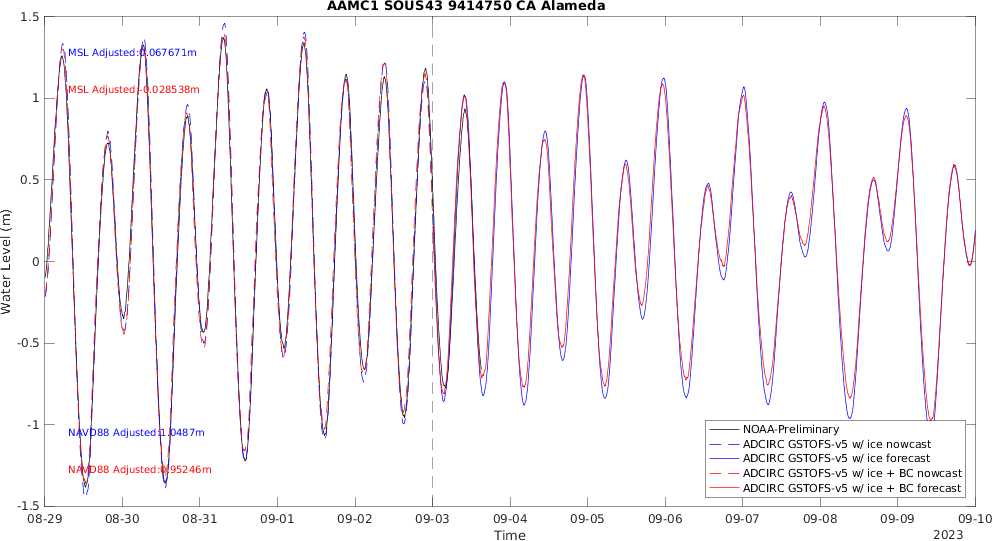 AAMC1 SOUS43 9414750 CA Alameda
1.5
1
0.5
0
-0.5
-1
-1.5
Water Level (m)
MSL Adjusted:0.067671m
MSL Adjusted:-0.028538m
NAVD88 Adjusted:1.0487m
NAVD88 Adjusted:0.95246m
NOAA-Preliminary
ADCIRC GSTOFS-v5 w/ ice nowcast
ADCIRC GSTOFS-v5 w/ ice forecast
ADCIRC GSTOFS-v5 w/ ice + BC nowcast
ADCIRC GSTOFS-v5 w/ ice + BC forecast
08-29 08-30 08-31 09-01 09-02 09-03 09-04 09-05 09-06 09-07 09-08 09-09 09-10
Time
2023